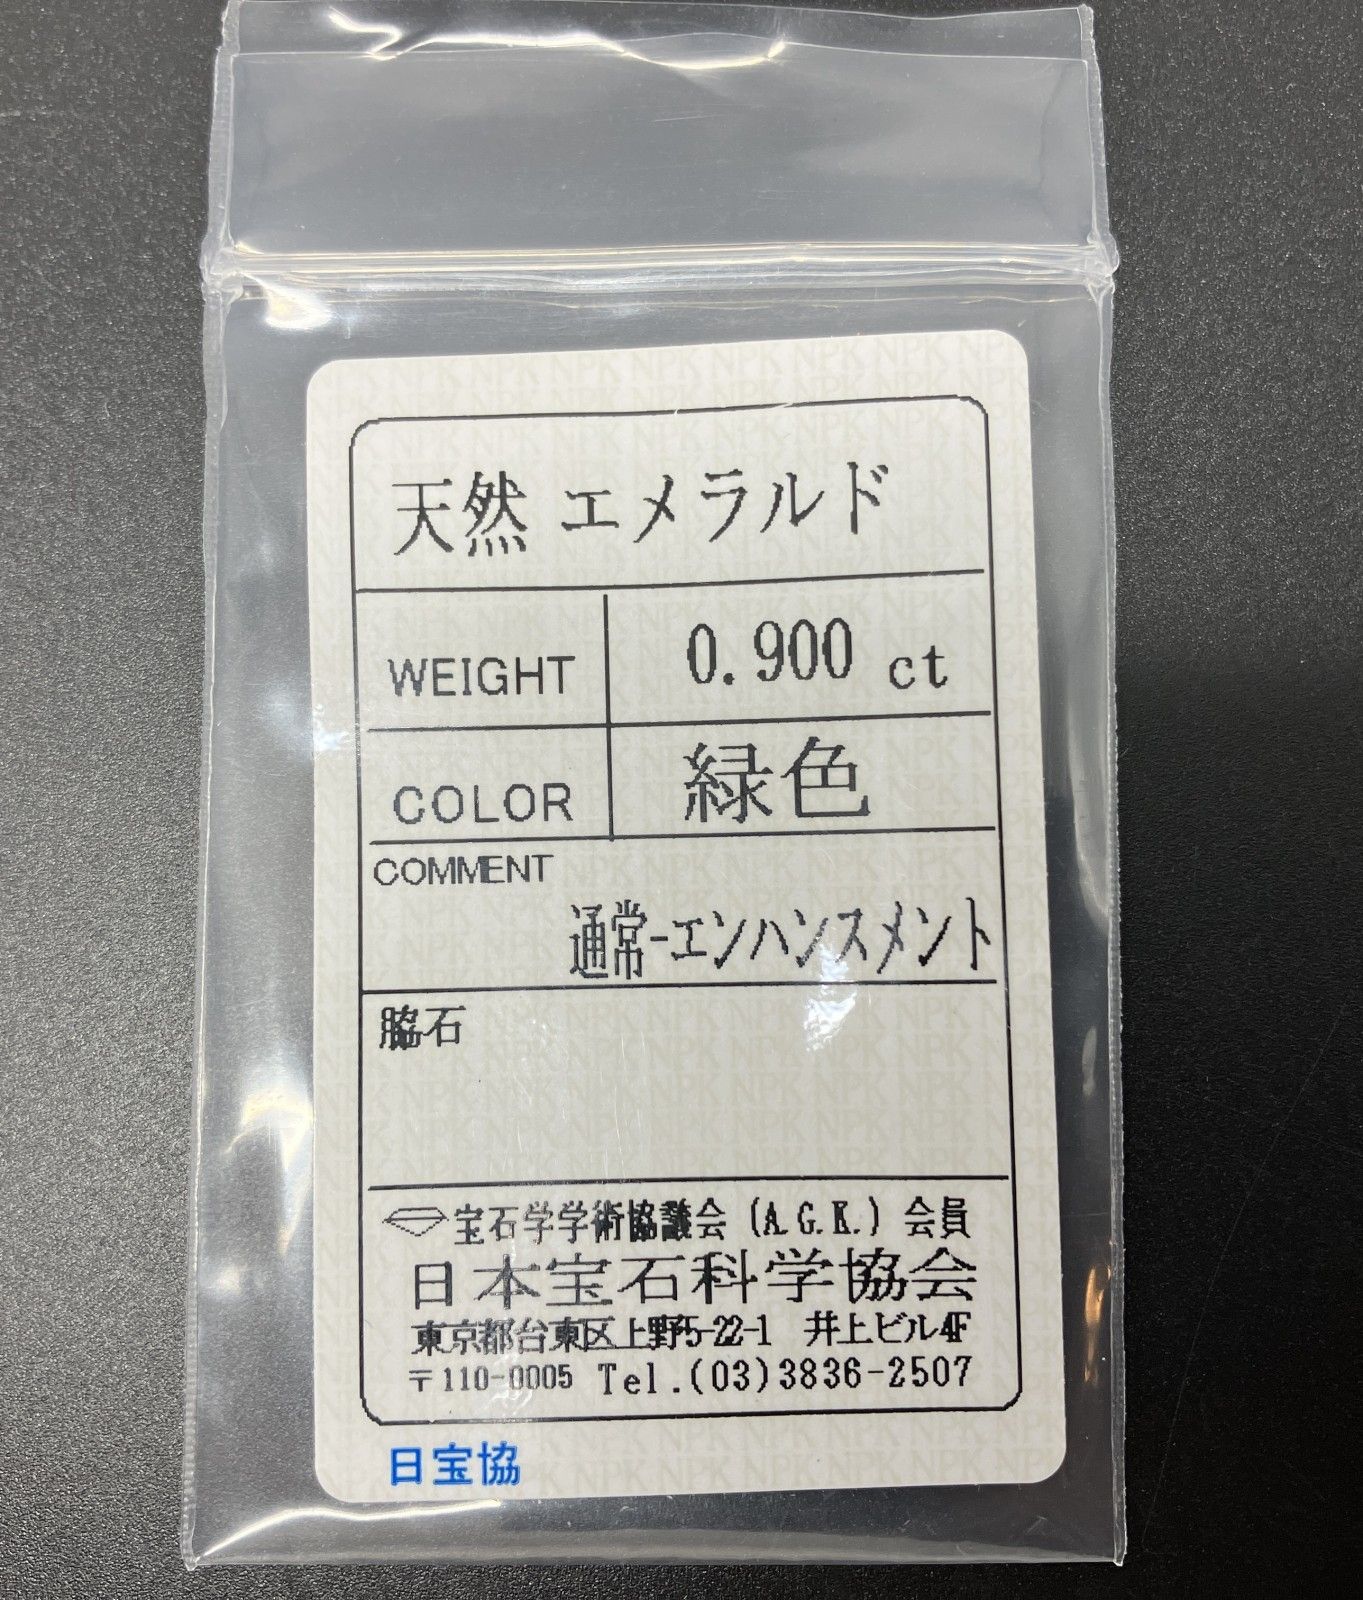 天然 エメラルド
WEIGHT 0.900 ct
COLOR 緑色
COMMENT
通常-エンハンスメント
脇石
宝石学学術協議会 (A.G.K.) 会員
日本宝石科学協会
東京都台東区上野5-22-1 井上ビル4F
〒110-0005 Tel.(03)3836-2507
日宝協